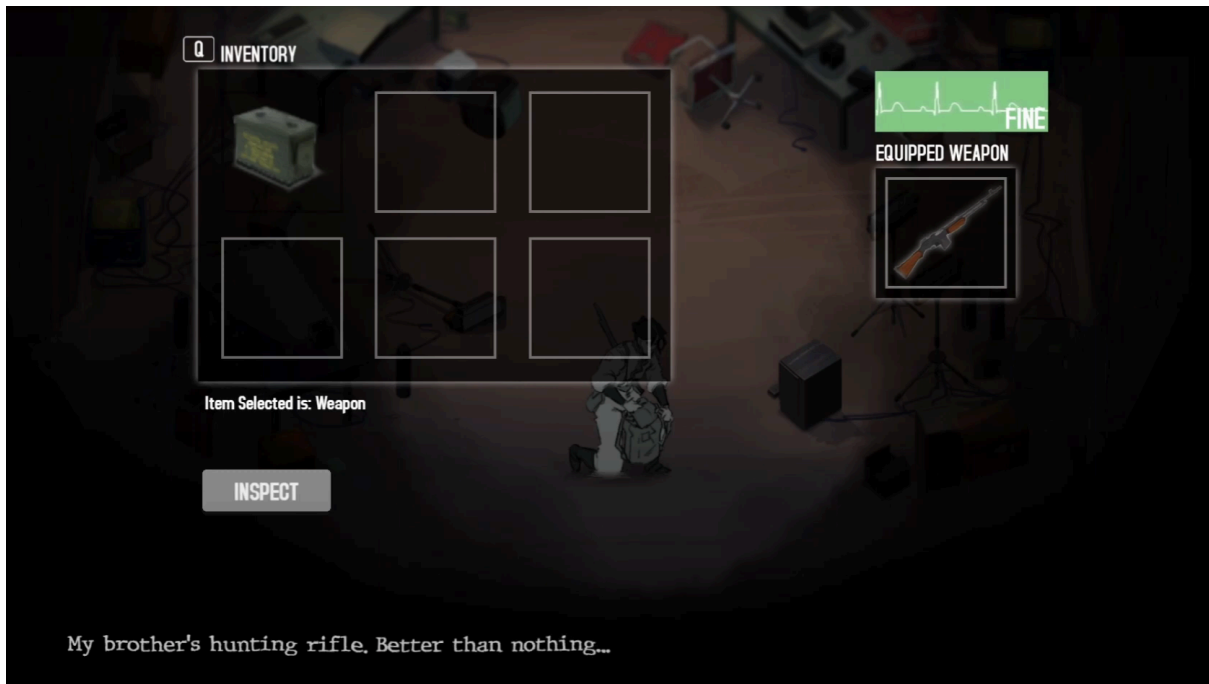 Q INVENTORY
FINE
EQUIPPED WEAPON
Item Selected is: Weapon
INSPECT
My brother's hunting rifle. Better than nothing...